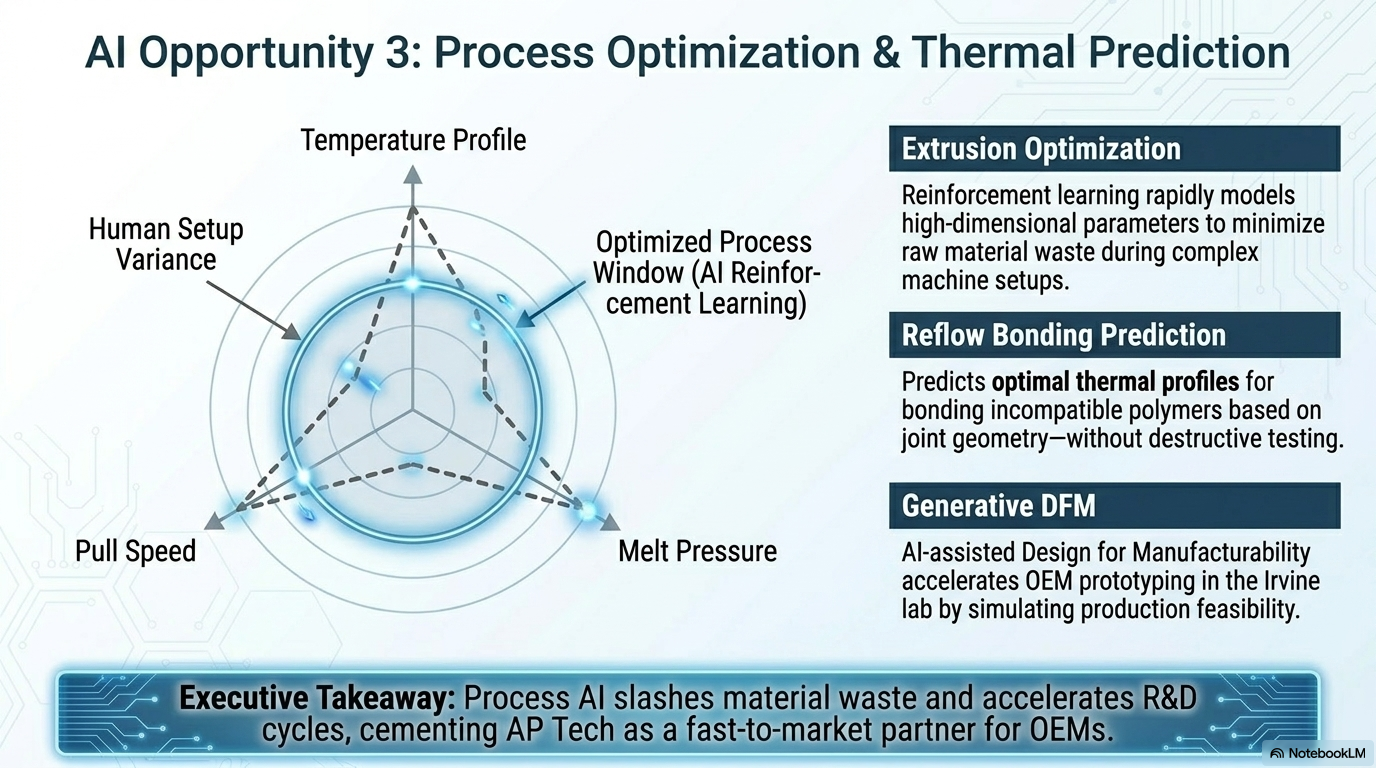 AI Opportunity 3: Process Optimization & Thermal Prediction
Temperature Profile
Human Setup
Variance
Optimized Process
Window (AI Reinfor-
cement Learning)
Pull Speed
Melt Pressure
Extrusion Optimization
Reinforcement learning rapidly models
high-dimensional parameters to minimize
raw material waste during complex
machine setups.
Reflow Bonding Prediction
Predicts optimal thermal profiles for
bonding incompatible polymers based on
joint geometry—without destructive testing.
Generative DFM
AI-assisted Design for Manufacturability
accelerates OEM prototyping in the Irvine
lab by simulating production feasibility.
Executive Takeaway: Process AI slashes material waste and accelerates R&D
cycles, cementing AP Tech as a fast-to-market partner for OEMs.
NotebookLM